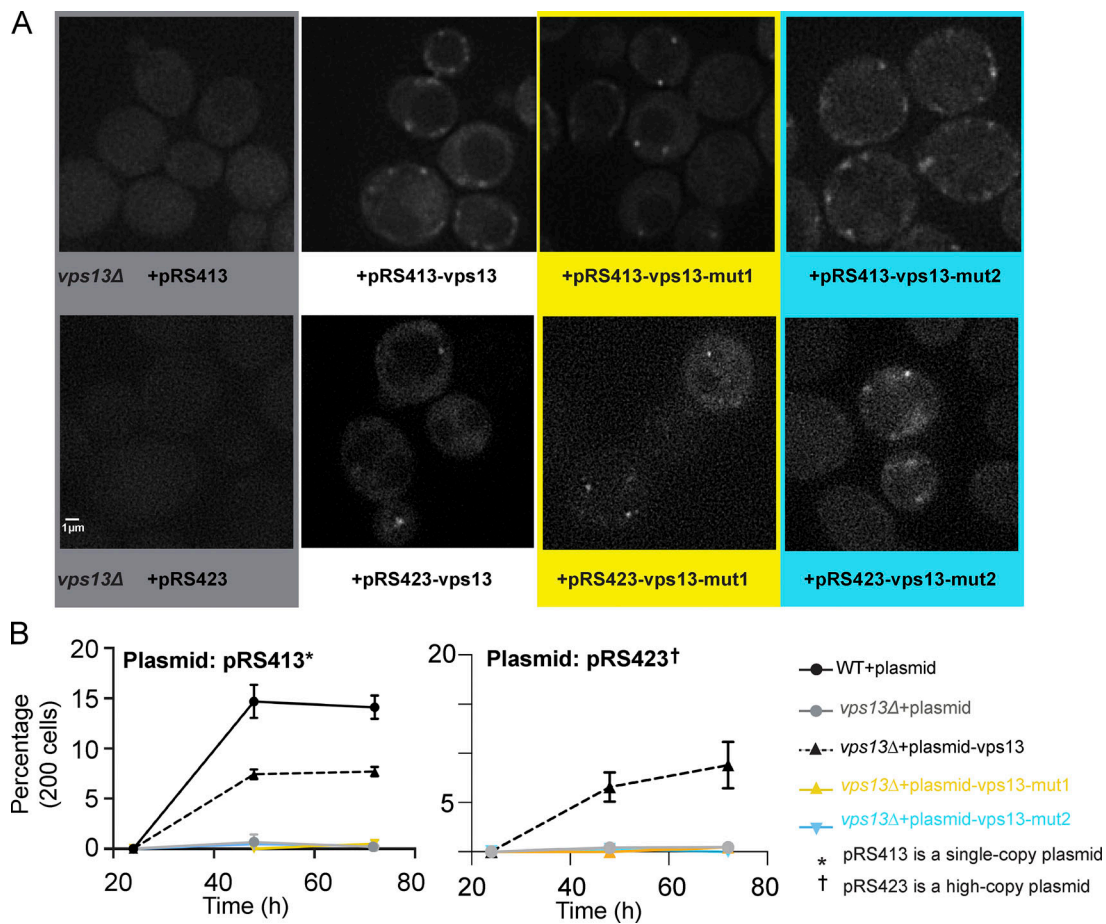 A
vps13Δ +pRS413
+pRS413-vps13
+pRS413-vps13-mut1
+pRS413-vps13-mut2
1µm
vps13Δ +pRS423
+pRS423-vps13
+pRS423-vps13-mut1
+pRS423-vps13-mut2
B
Percentage
(200 cells)
20
15
10
5
0
Plasmid: pRS413*
20 40 60 80
Time (h)
20
5
Plasmid: pRS423†
20 40 60 80
Time (h)
WT+plasmid
vps13Δ+plasmid
vps13Δ+plasmid-vps13
vps13Δ+plasmid-vps13-mut1
vps13Δ+plasmid-vps13-mut2
* pRS413 is a single-copy plasmid
† pRS423 is a high-copy plasmid